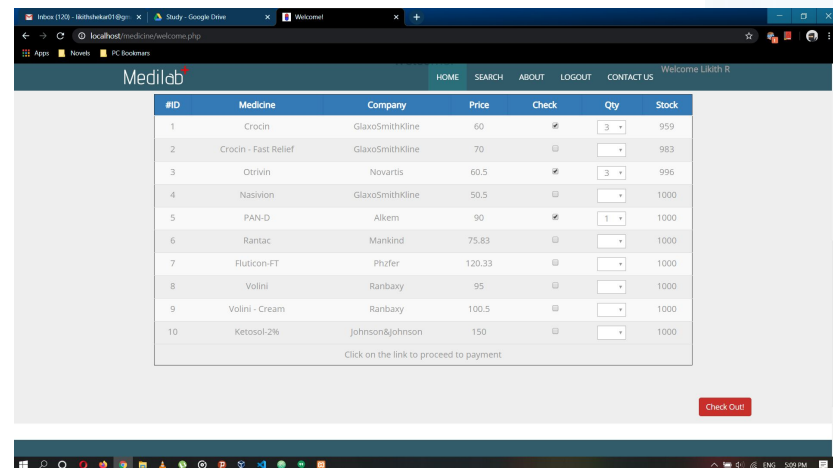 Inbox (120) - likithshekar01@gm
Study - Google Drive
Welcome!
localhost/medicine/welcome.php
Apps Novels PC Bookmars
Medilab HOME SEARCH ABOUT LOGOUT CONTACT US Welcome Likith R
#ID Medicine Company Price Check Qty Stock
1 Crocin GlaxoSmithKline 60 3 959
2 Crocin - Fast Relief GlaxoSmithKline 70 983
3 Otrivin Novartis 60.5 3 996
4 Nasivion GlaxoSmithKline 50.5 1000
5 PAN-D Alkem 90 1 1000
6 Rantac Mankind 75.83 1000
7 Fluticon-FT Phzfer 120.33 1000
8 Volini Ranbaxy 95 1000
9 Volini - Cream Ranbaxy 100.5 1000
10 Ketosol-2% Johnson&Johnson 150 1000
Click on the link to proceed to payment
Check Out!
ENG 5:09 PM